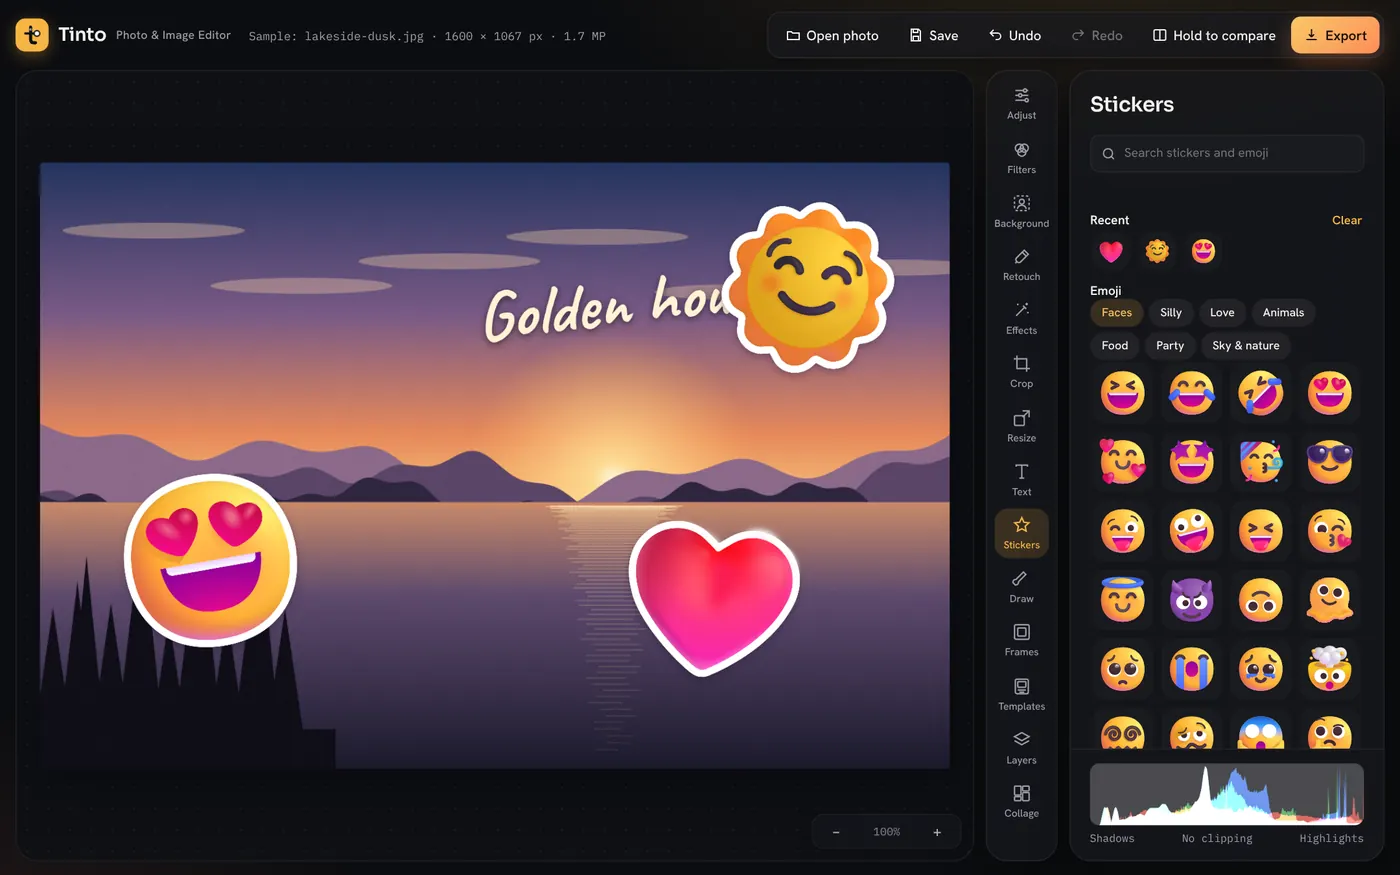 Tinto Photo & Image Editor Sample: lakeside-dusk.jpg · 1600 × 1067 px · 1.7 MP
Open photo Save Undo Redo Hold to compare Export
Golden hou
100%
Adjust
Filters
Background
Retouch
Effects
Crop
Resize
Text
Stickers
Draw
Frames
Templates
Layers
Collage
Stickers
Search stickers and emoji
Recent Clear
Emoji
Faces Silly Love Animals
Food Party Sky & nature
Shadows No clipping Highlights